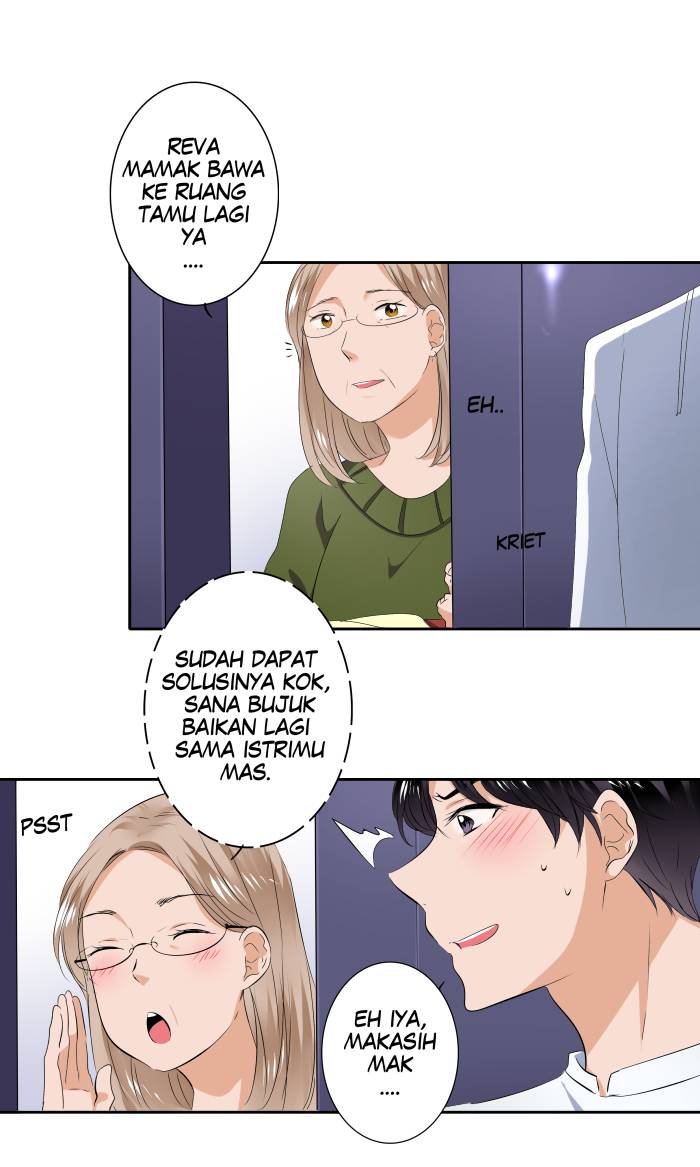 REVA
MAMAK BAWA
KE RUANG
TAMU LAGI
YA
....
EH..
KRIET
SUDAH DAPAT
SOLUSINYA KOK,
SANA BUJUK
BAIKAN LAGI
SAMA ISTRIMU
MAS.
PSST
EH IYA,
MAKASIH
MAK
....